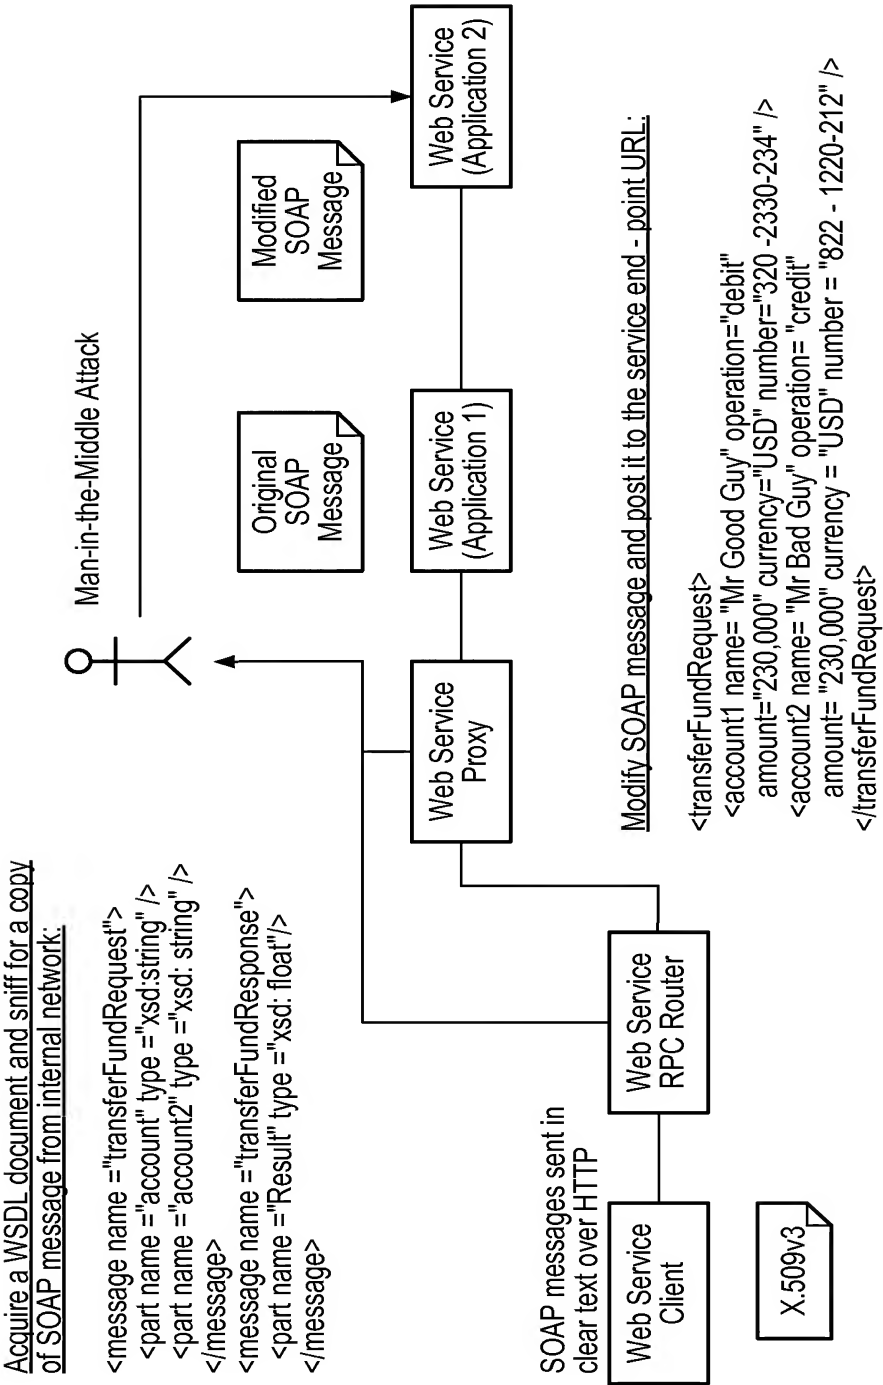 Acquire a WSDL document and sniff for a copy
of SOAP message from internal network:
<message name ="transferFundRequest">
<part name ="account" type ="xsd:string" />
<part name ="account2" type ="xsd: string" />
</message>
<message name ="transferFundResponse">
<part name ="Result" type ="xsd: float"/>
</message>
Man-in-the-Middle Attack
Original
SOAP
Message
Modified
SOAP
Message
SOAP messages sent in
clear text over HTTP
Web Service
Client
Web Service
RPC Router
Web Service
Proxy
Web Service
(Application 1)
Web Service
(Application 2)
X.509v3
Modify SOAP message and post it to the service end - point URL:
<transferFundRequest>
<account1 name= "Mr Good Guy" operation="debit"
amount="230,000" currency="USD" number="320 -2330-234" />
<account2 name= "Mr Bad Guy" operation= "credit"
amount= "230,000" currency = "USD" number = "822 - 1220-212" />
</transferFundRequest>